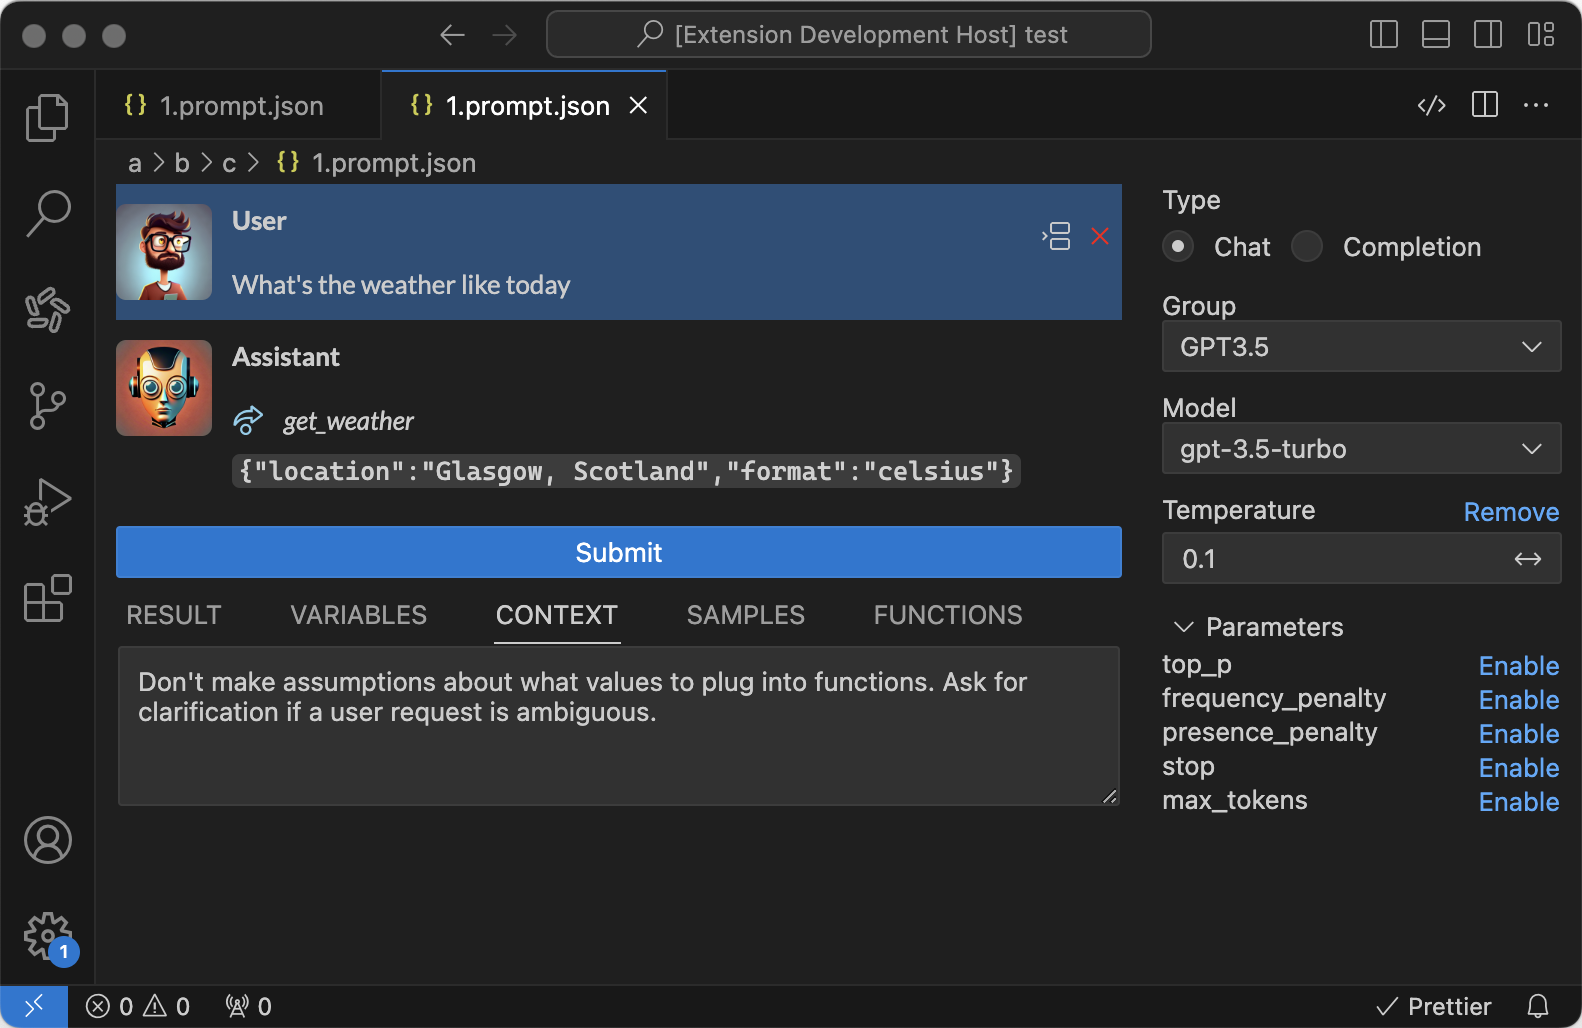 [Extension Development Host] test
{} 1.prompt.json
{} 1.prompt.json
a > b > c > {} 1.prompt.json
User
What's the weather like today
Assistant
get_weather
{"location":"Glasgow, Scotland","format":"celsius"}
Submit
RESULT VARIABLES CONTEXT SAMPLES FUNCTIONS
Don't make assumptions about what values to plug into functions. Ask for
clarification if a user request is ambiguous.
Type
Chat Completion
Group
GPT3.5
Model
gpt-3.5-turbo
Temperature Remove
0.1
Parameters
top_p Enable
frequency_penalty Enable
presence_penalty Enable
stop Enable
max_tokens Enable
1
0 0 0 Prettier